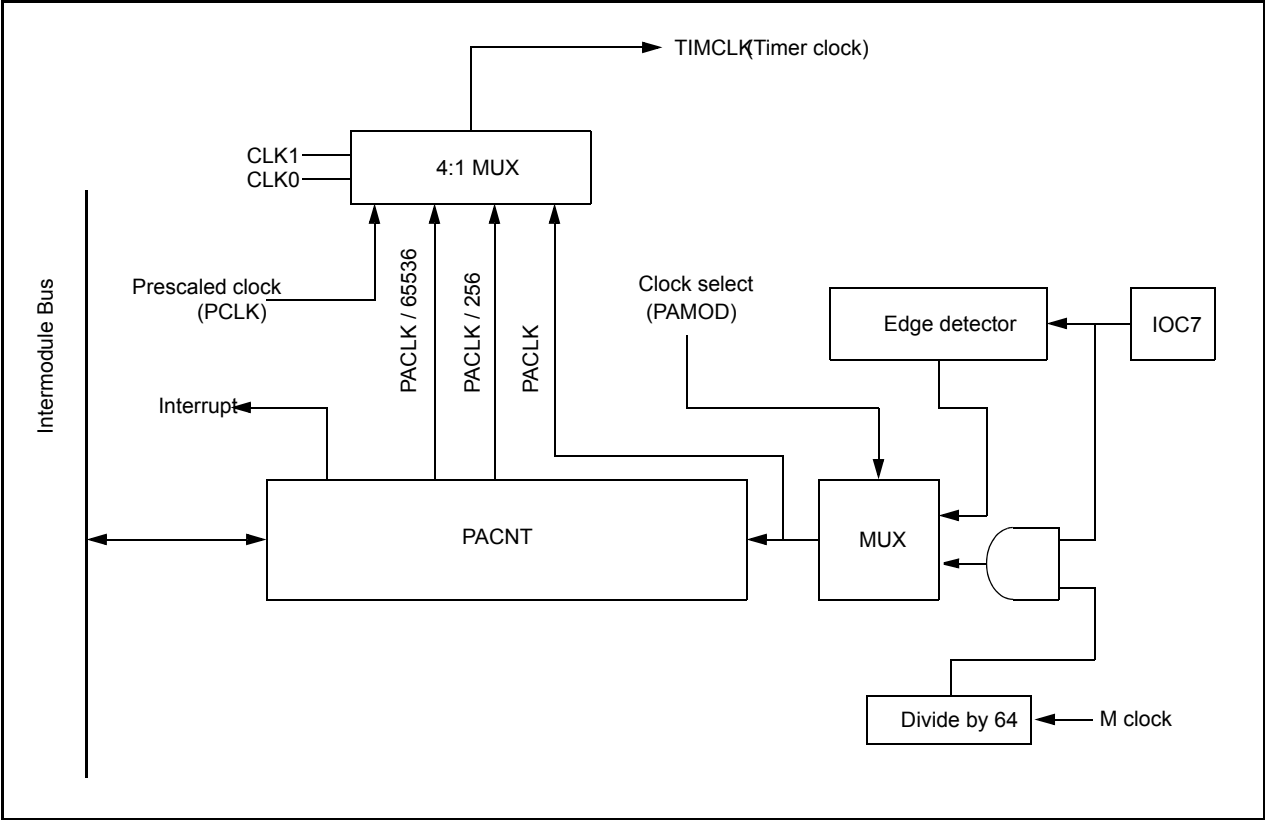 TIMCLK (Timer clock)
CLK1
CLK0
4:1 MUX
Prescaled clock
(PCLK)
PACLK / 65536
PACLK / 256
PACLK
Clock select
(PAMOD)
Edge detector
IOC7
Intermodule Bus
Interrupt
PACNT
MUX
Divide by 64
M clock